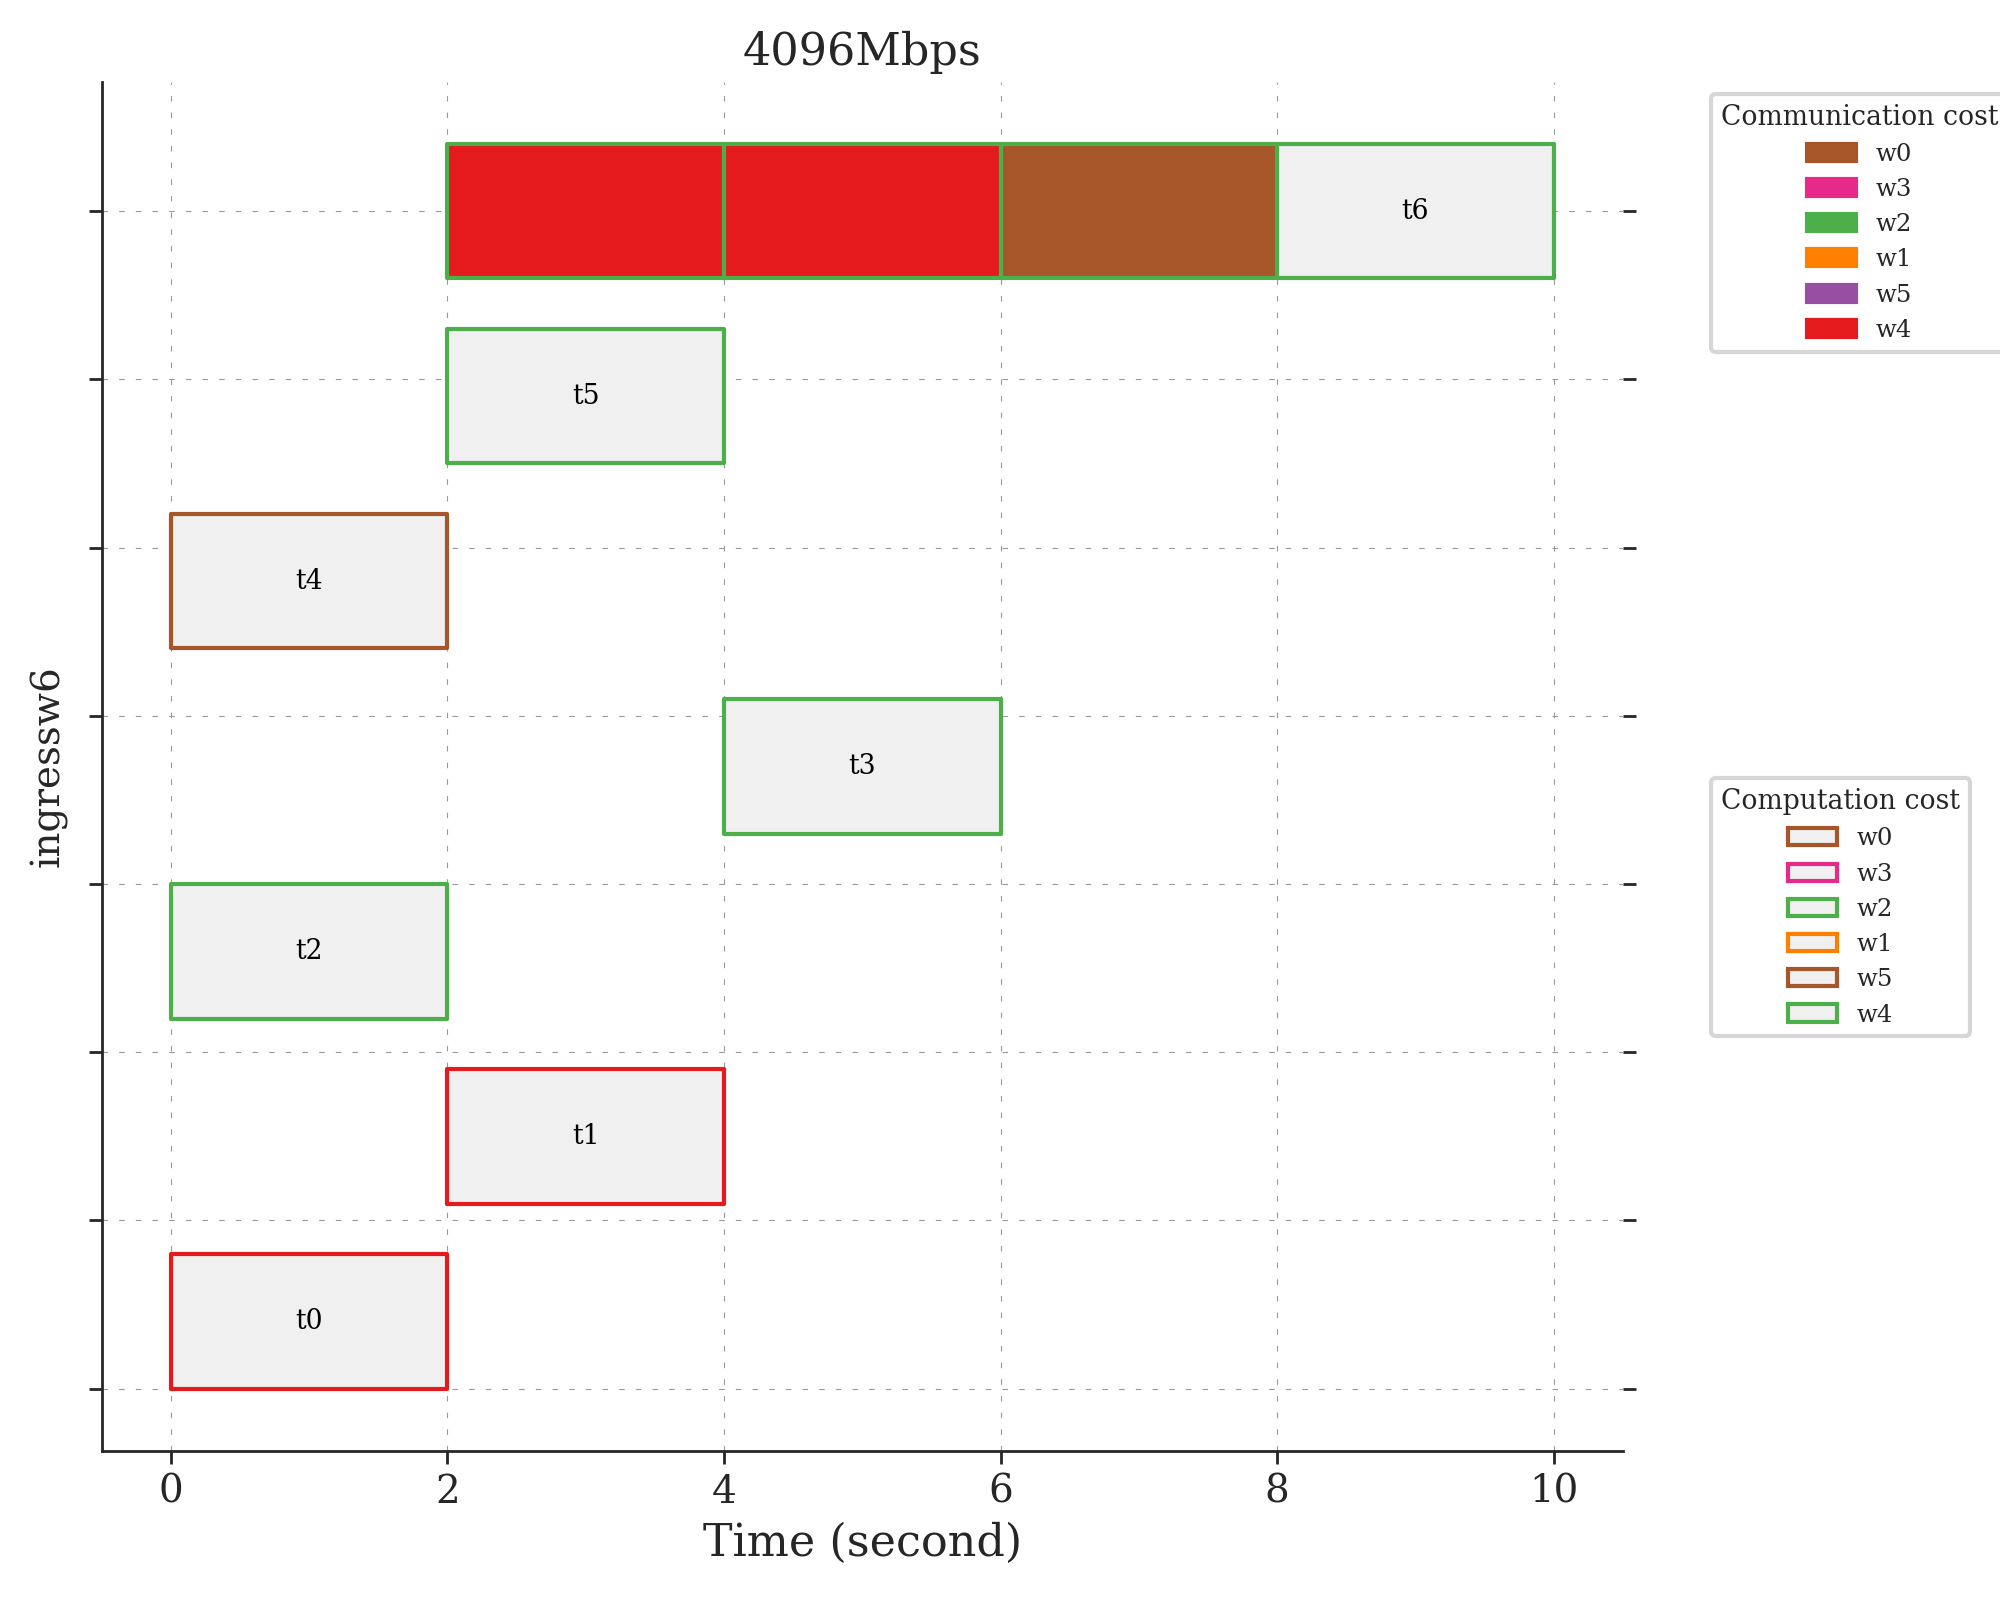 4096Mbps
Communication cost
w0
w3
w2
w1
w5
w4
t6
t5
t4
t3
t2
t1
t0
ingressw6
Computation cost
w0
w3
w2
w1
w5
w4
0 2 4 6 8 10
Time (second)